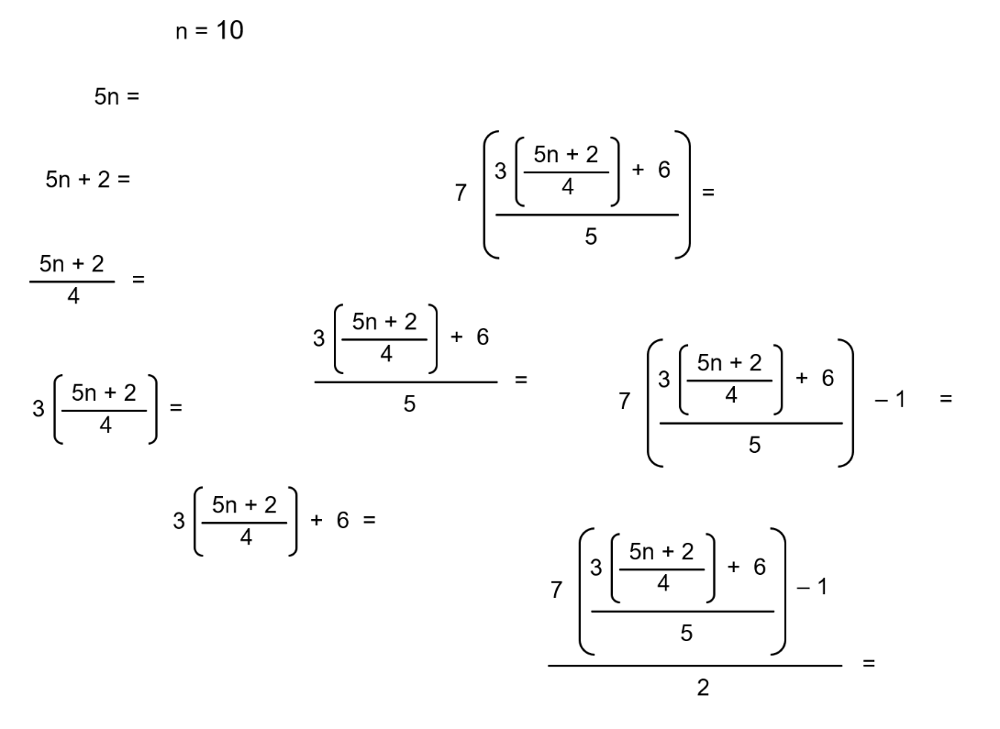 n = 10
5n =
5n + 2 =
5n + 2
4
=
3 ( 5n + 2
4 ) =
3 ( 5n + 2
4 ) + 6 =
3 ( 5n + 2
4 ) + 6
5
=
7 ( 3 ( 5n + 2
4 ) + 6
5 ) =
7 ( 3 ( 5n + 2
4 ) + 6
5 ) – 1 =
7 ( 3 ( 5n + 2
4 ) + 6
5 ) – 1
2
=